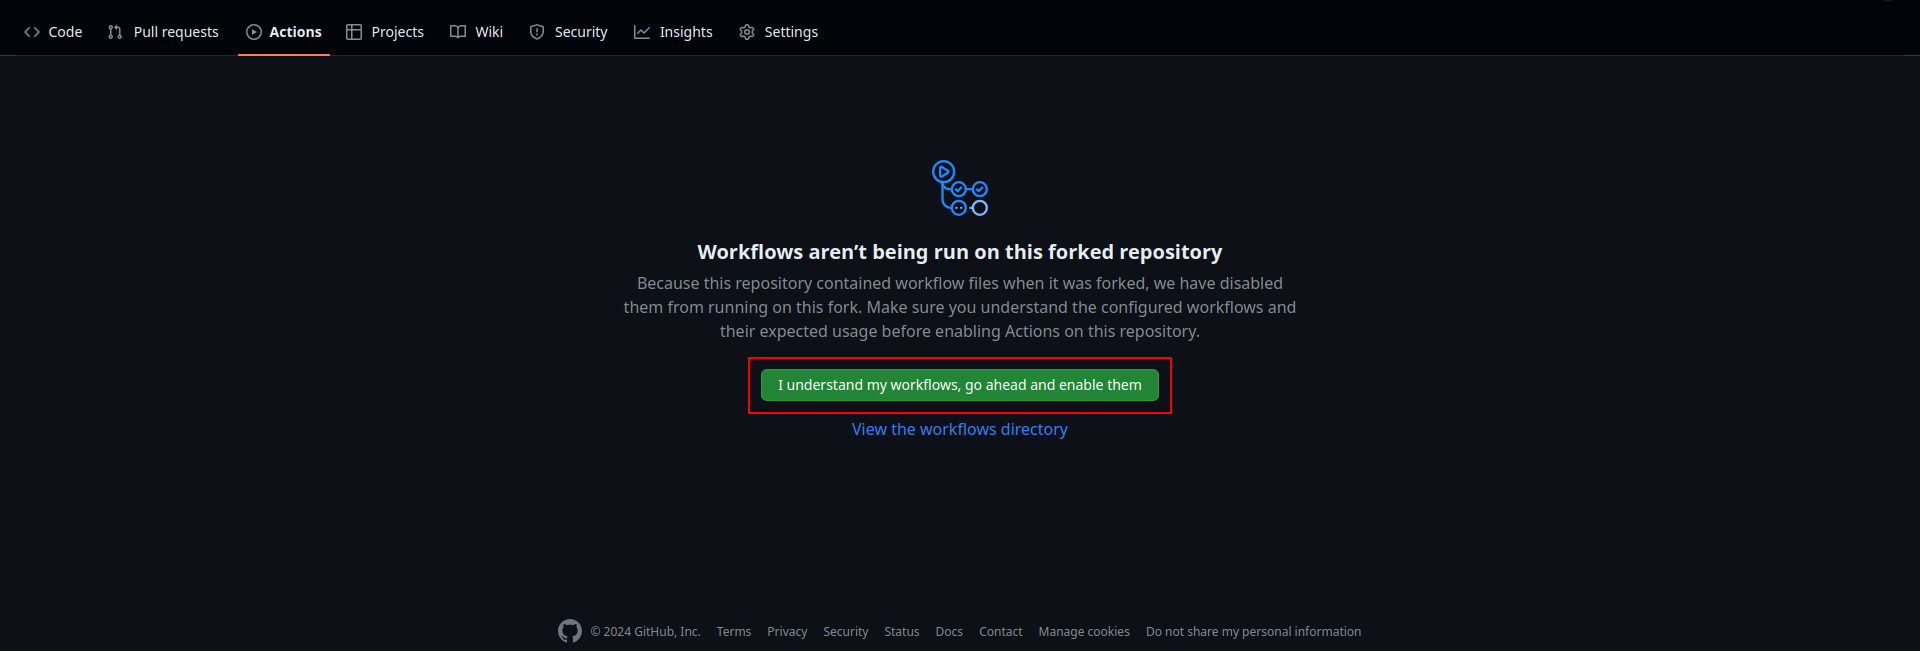 Code Pull requests Actions Projects Wiki Security Insights Settings
Workflows aren’t being run on this forked repository
Because this repository contained workflow files when it was forked, we have disabled
them from running on this fork. Make sure you understand the configured workflows and
their expected usage before enabling Actions on this repository.
I understand my workflows, go ahead and enable them
View the workflows directory
© 2024 GitHub, Inc. Terms Privacy Security Status Docs Contact Manage cookies Do not share my personal information